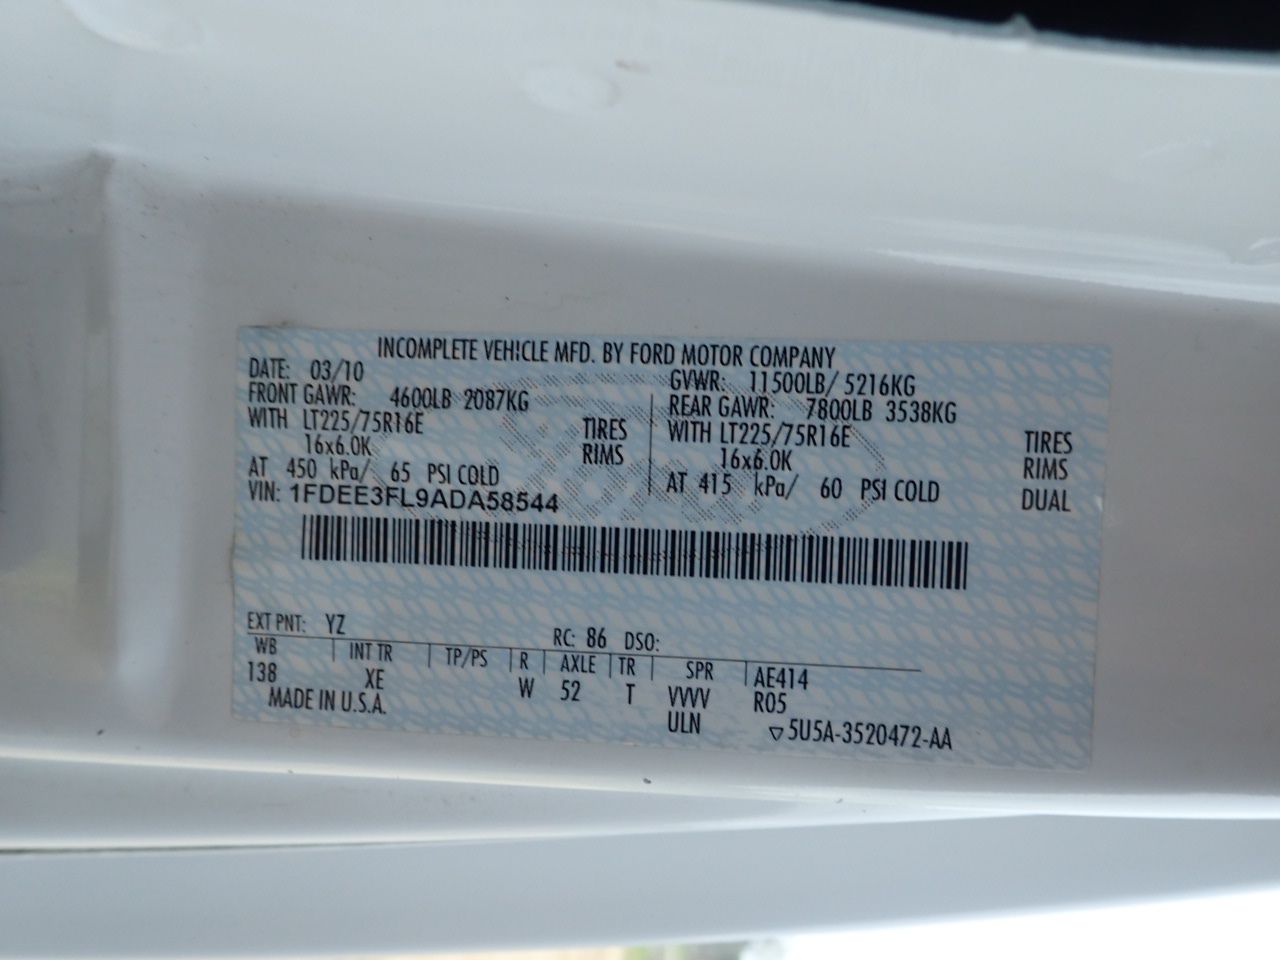 INCOMPLETE VEHICLE MFD. BY FORD MOTOR COMPANY
DATE: 03/10 GVWR: 11500LB/ 5216KG
FRONT GAWR: 4600LB 2087KG REAR GAWR: 7800LB 3538KG
WITH LT225/75R16E TIRES WITH LT225/75R16E TIRES
16x6.0K RIMS 16x6.0K RIMS
AT 450 kPa/ 65 PSI COLD AT 415 kPa/ 60 PSI COLD DUAL
VIN: 1FDEE3FL9ADA58544
EXT PNT: YZ RC: 86 DSO:
WB INT TR TP/PS R AXLE TR SPR AE414
138 XE W 52 T VVVV R05
MADE IN U.S.A. ULN ▽5U5A-3520472-AA